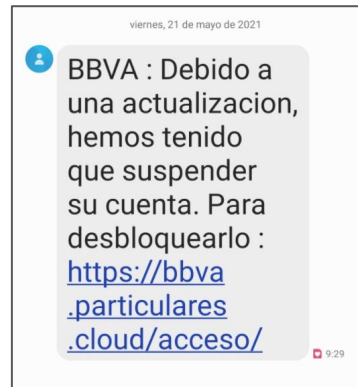 viernes, 21 de mayo de 2021
BBVA : Debido a
una actualizacion,
hemos tenido
que suspender
su cuenta. Para
desbloquearlo :
https://bbva
.particulares
.cloud/acceso/
9:29